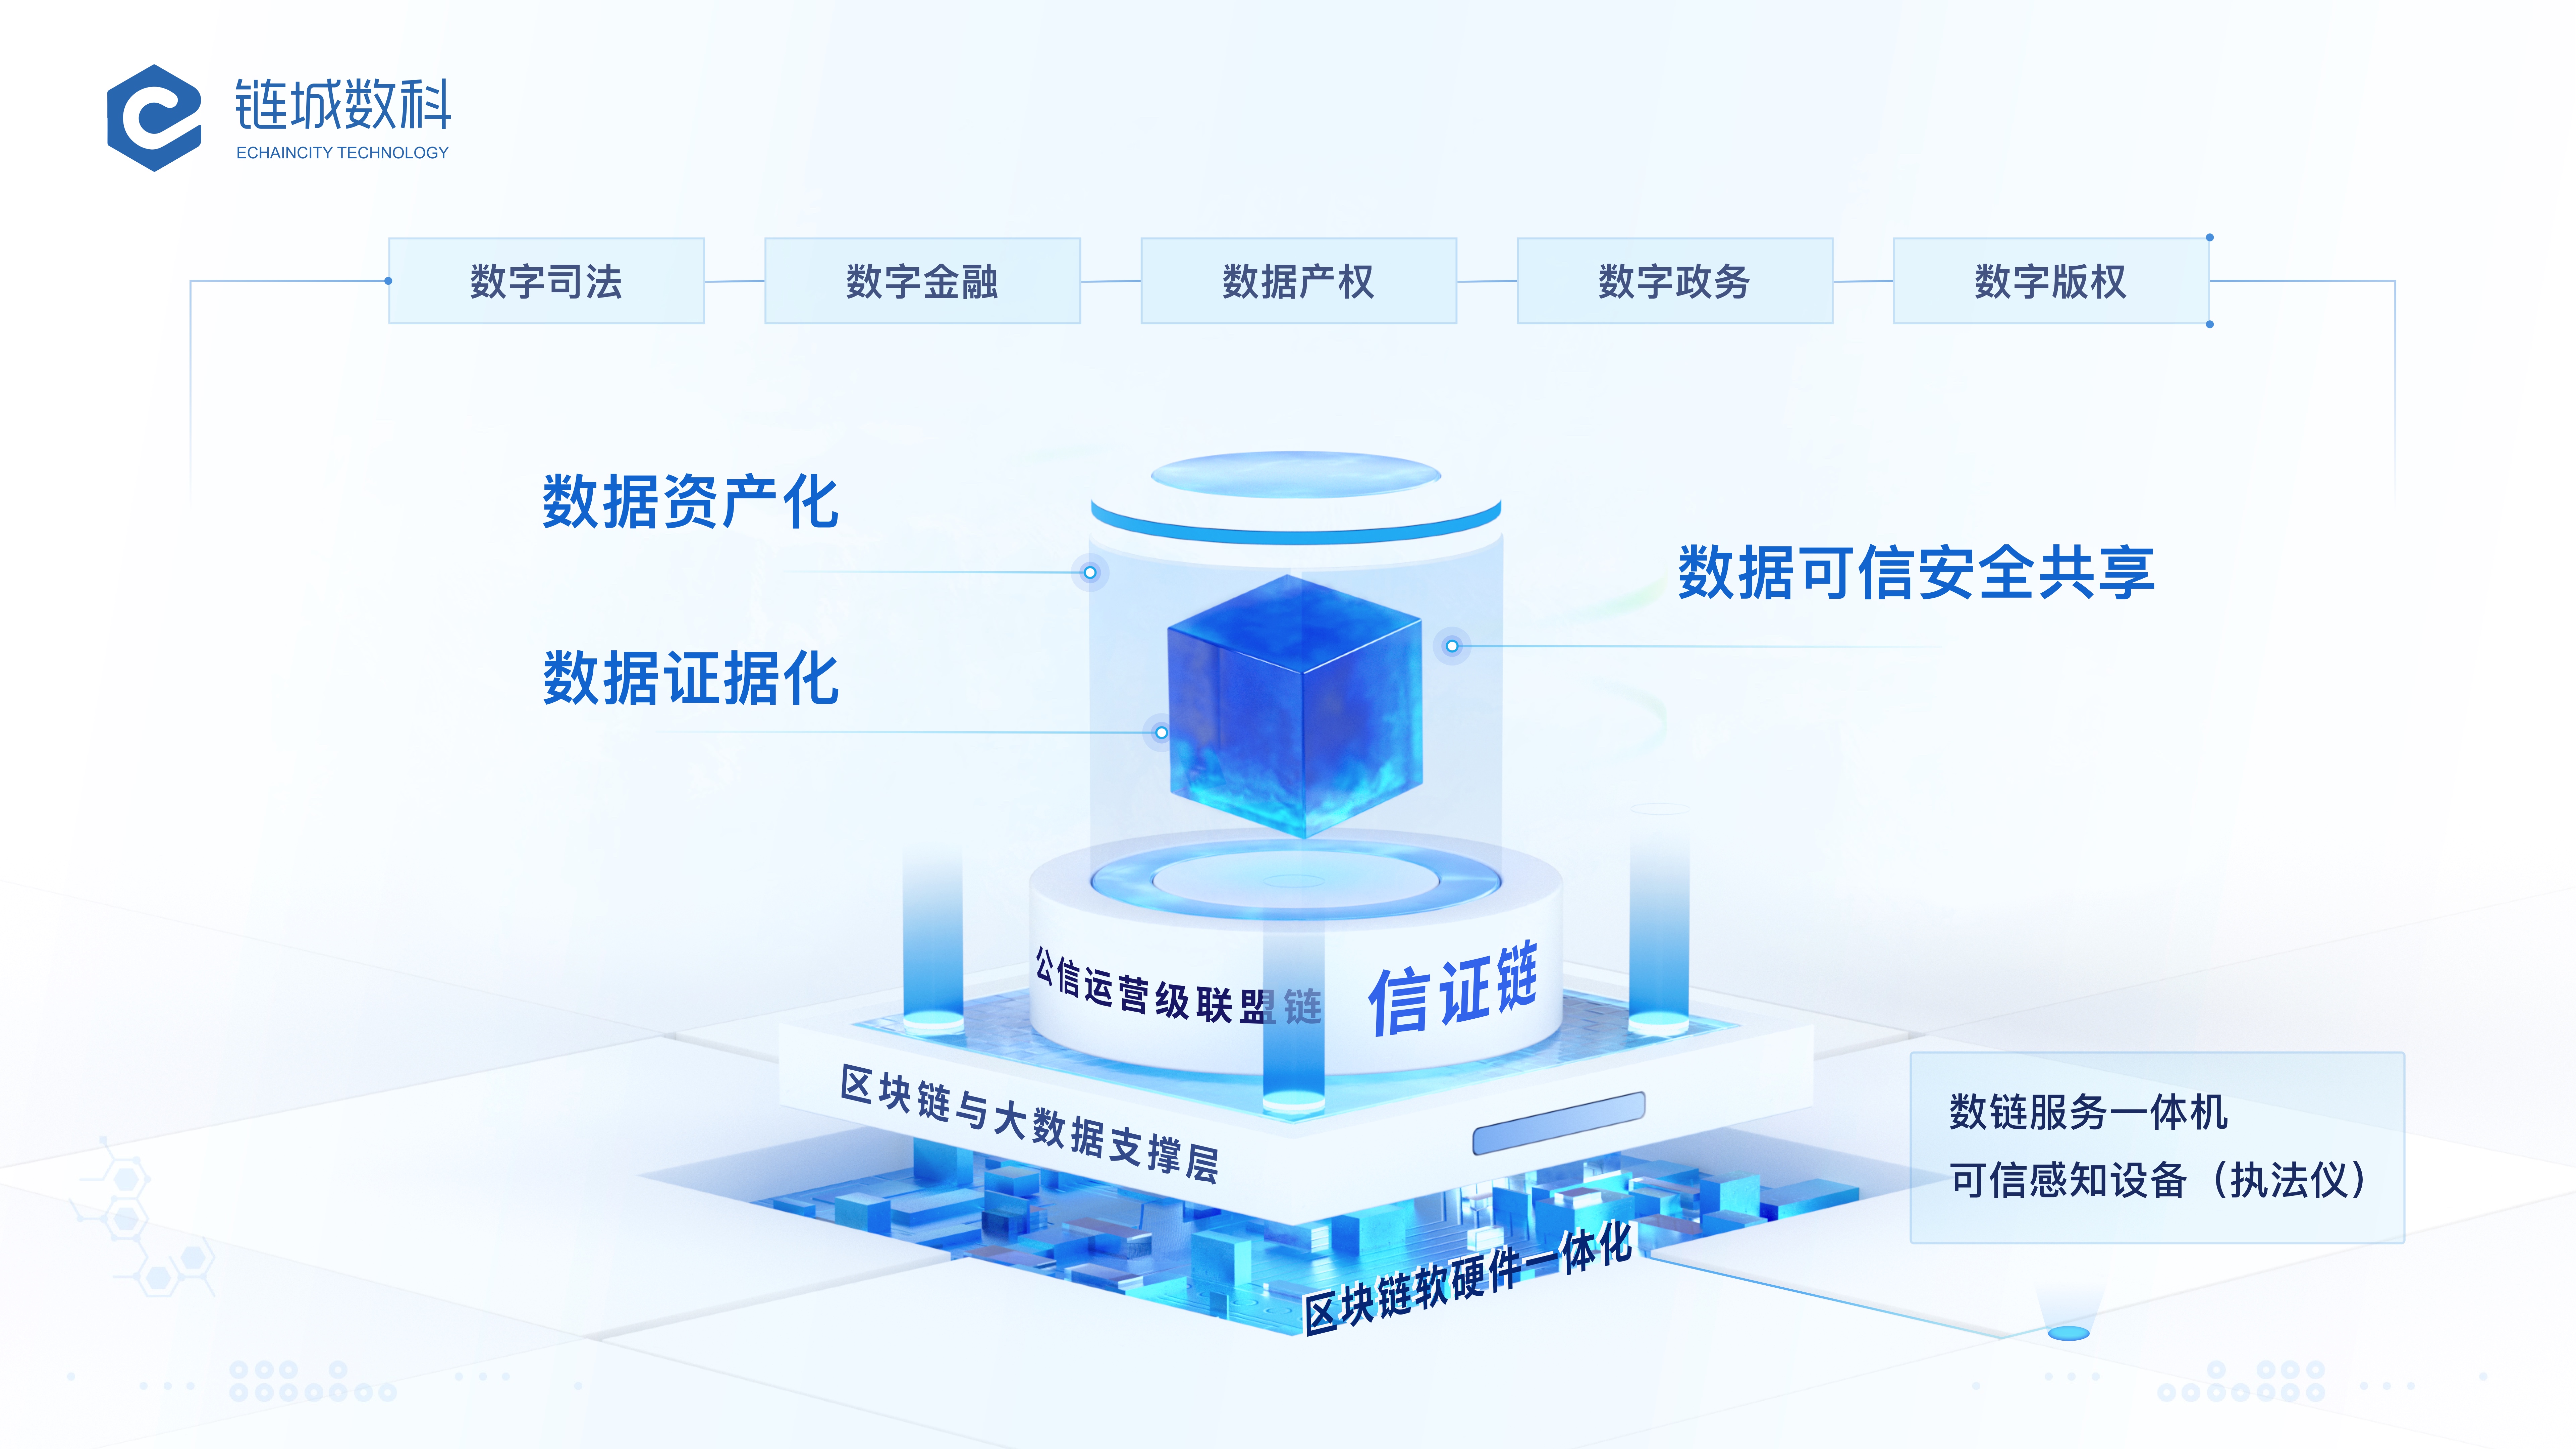 链城数科
ECHAINCITY TECHNOLOGY
数字司法
数字金融
数据产权
数字政务
数字版权
数据资产化
数据可信安全共享
数据证据化
公信运营级联盟链
信证链
区块链与大数据支撑层
区块链软硬件一体化
数链服务一体机
可信感知设备（执法仪）